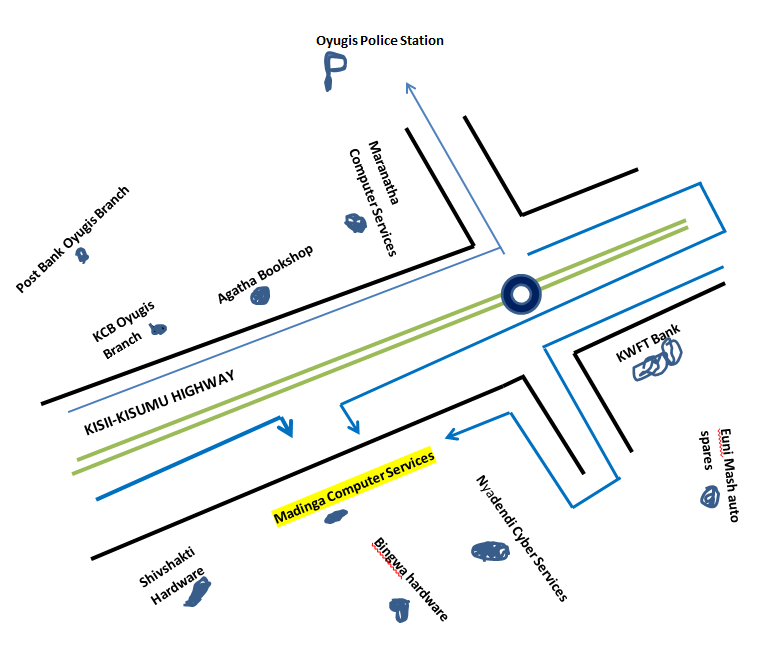 Oyugis Police Station
P
Maranatha
Computer Services
Post Bank Oyugis Branch
Agatha Bookshop
KCB Oyugis
Branch
KISII-KISUMU HIGHWAY
KWFT Bank
Madinga Computer Services
Euni Mash auto
spares
Nyadendi Cyber Services
Bingwa hardware
Shivshakti
Hardware